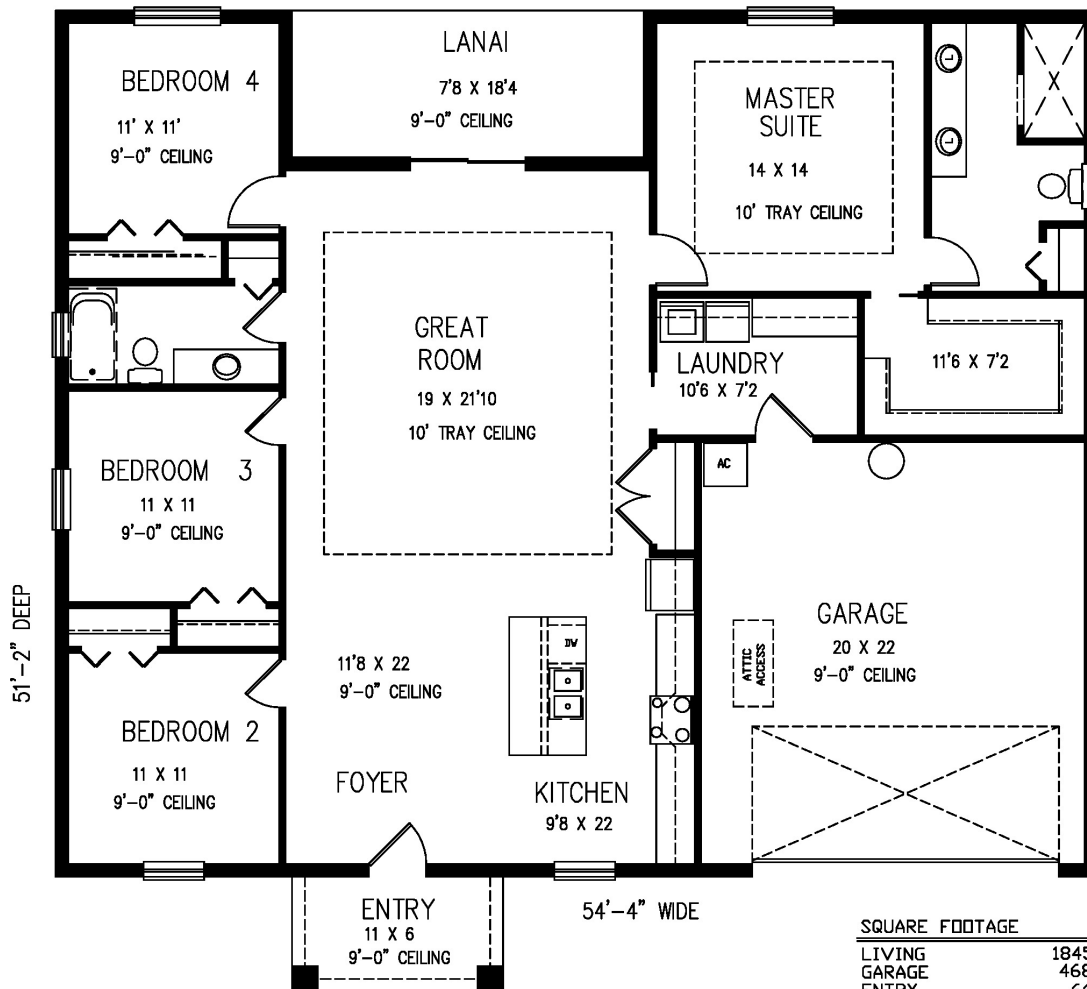 LANAI
7'8 X 18'4
9'-0" CEILING
BEDROOM 4
11' X 11'
9'-0" CEILING
MASTER
SUITE
14 X 14
10' TRAY CEILING
L
L
X
GREAT
ROOM
19 X 21'10
10' TRAY CEILING
LAUNDRY
10'6 X 7'2
11'6 X 7'2
BEDROOM 3
11 X 11
9'-0" CEILING
AC
51'-2" DEEP
GARAGE
20 X 22
9'-0" CEILING
ATTIC
ACCESS
DW
11'8 X 22
9'-0" CEILING
BEDROOM 2
11 X 11
9'-0" CEILING
FOYER
KITCHEN
9'8 X 22
ENTRY
11 X 6
9'-0" CEILING
54'-4" WIDE
SQUARE FOOTAGE
LIVING 1845
GARAGE 468
ENTRY 66